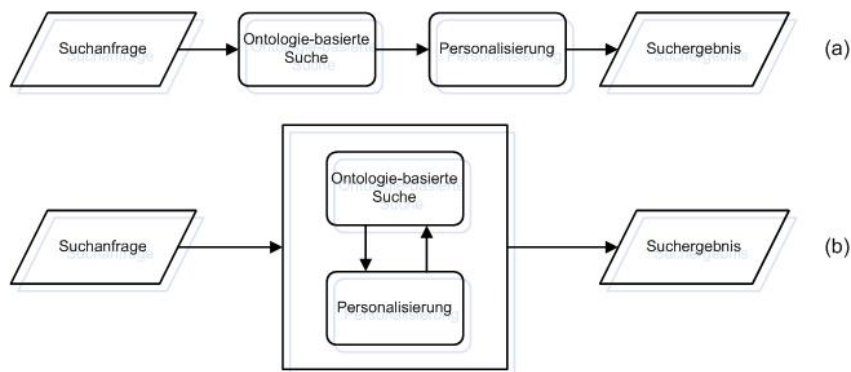 Suchanfrage
Ontologie-basierte
Suche
Personalisierung
Suchergebnis
(a)
Ontologie-basierte
Suche
Suchanfrage
Personalisierung
Suchergebnis
(b)